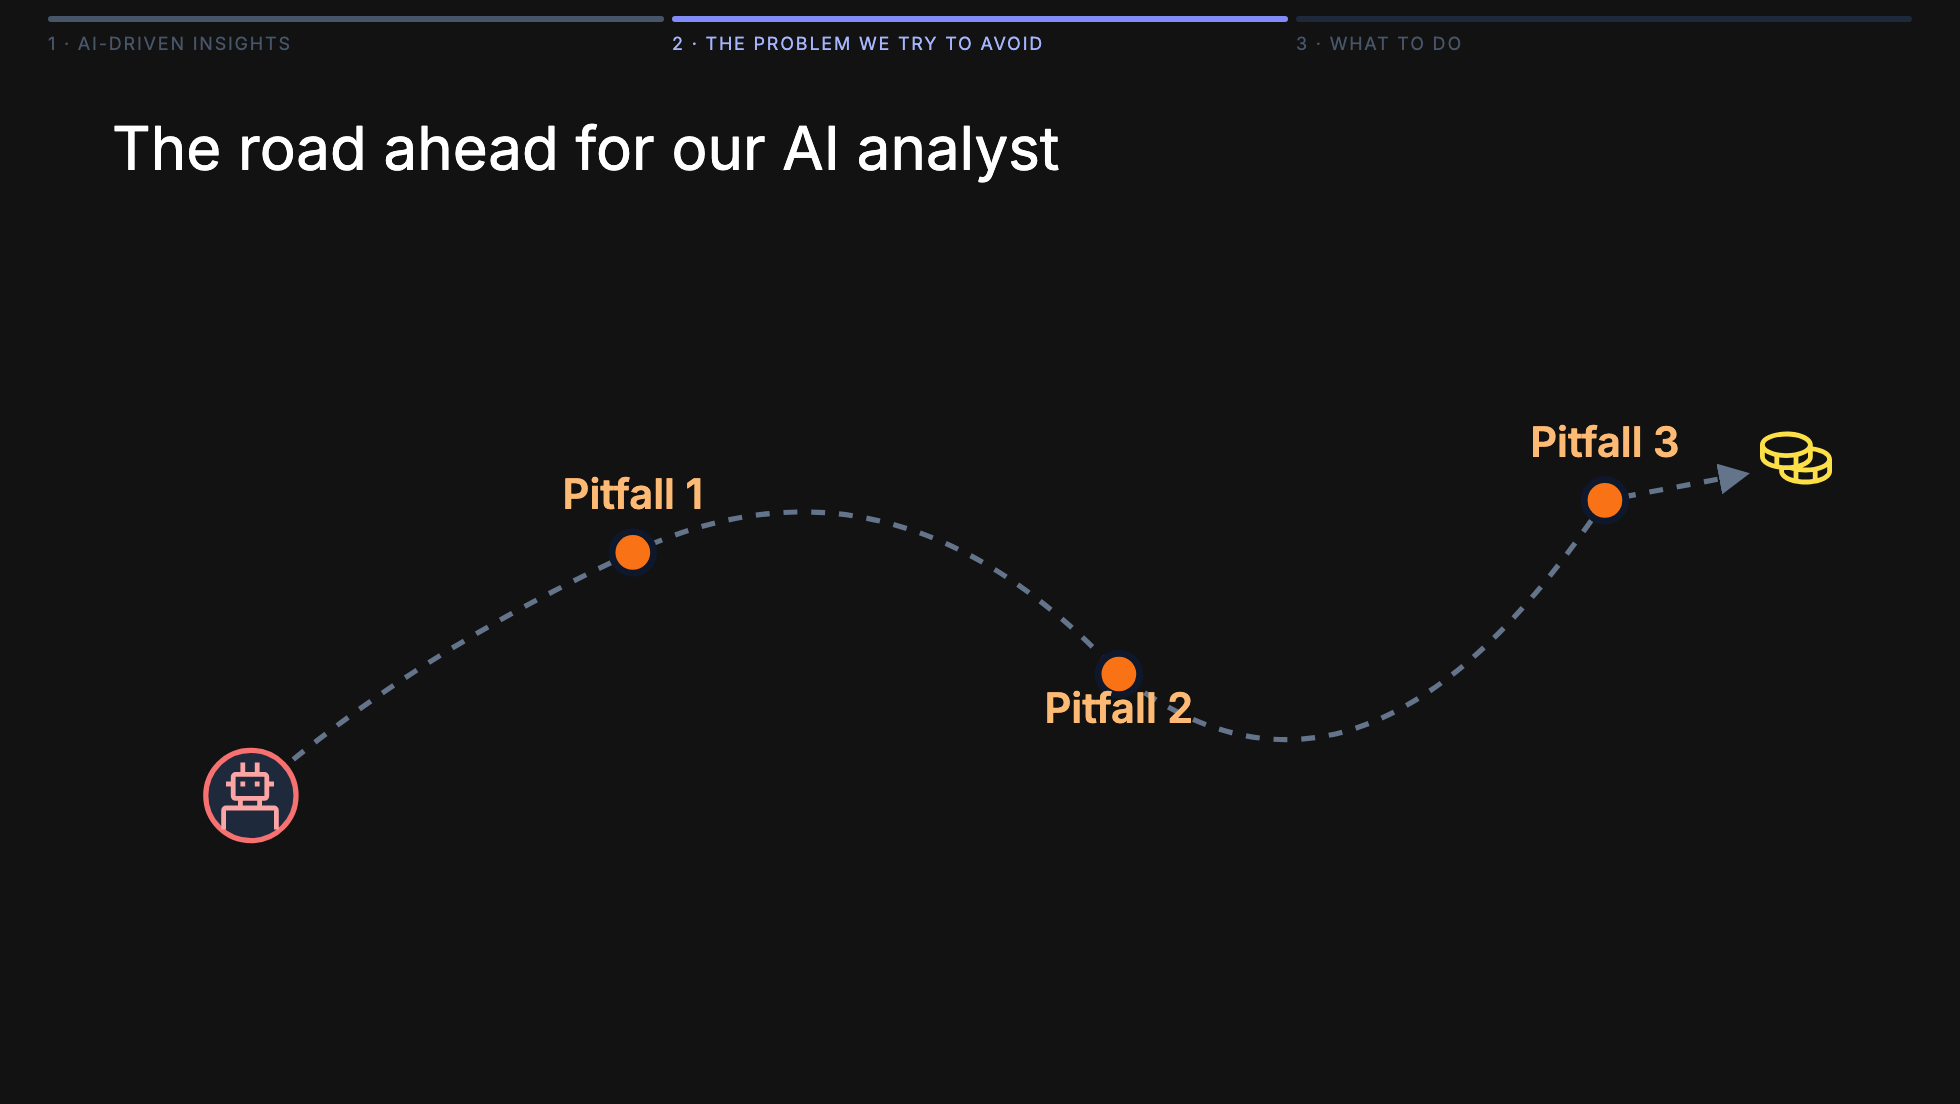 1 · AI-DRIVEN INSIGHTS
2 · THE PROBLEM WE TRY TO AVOID
3 · WHAT TO DO
The road ahead for our AI analyst
Pitfall 1
Pitfall 2
Pitfall 3